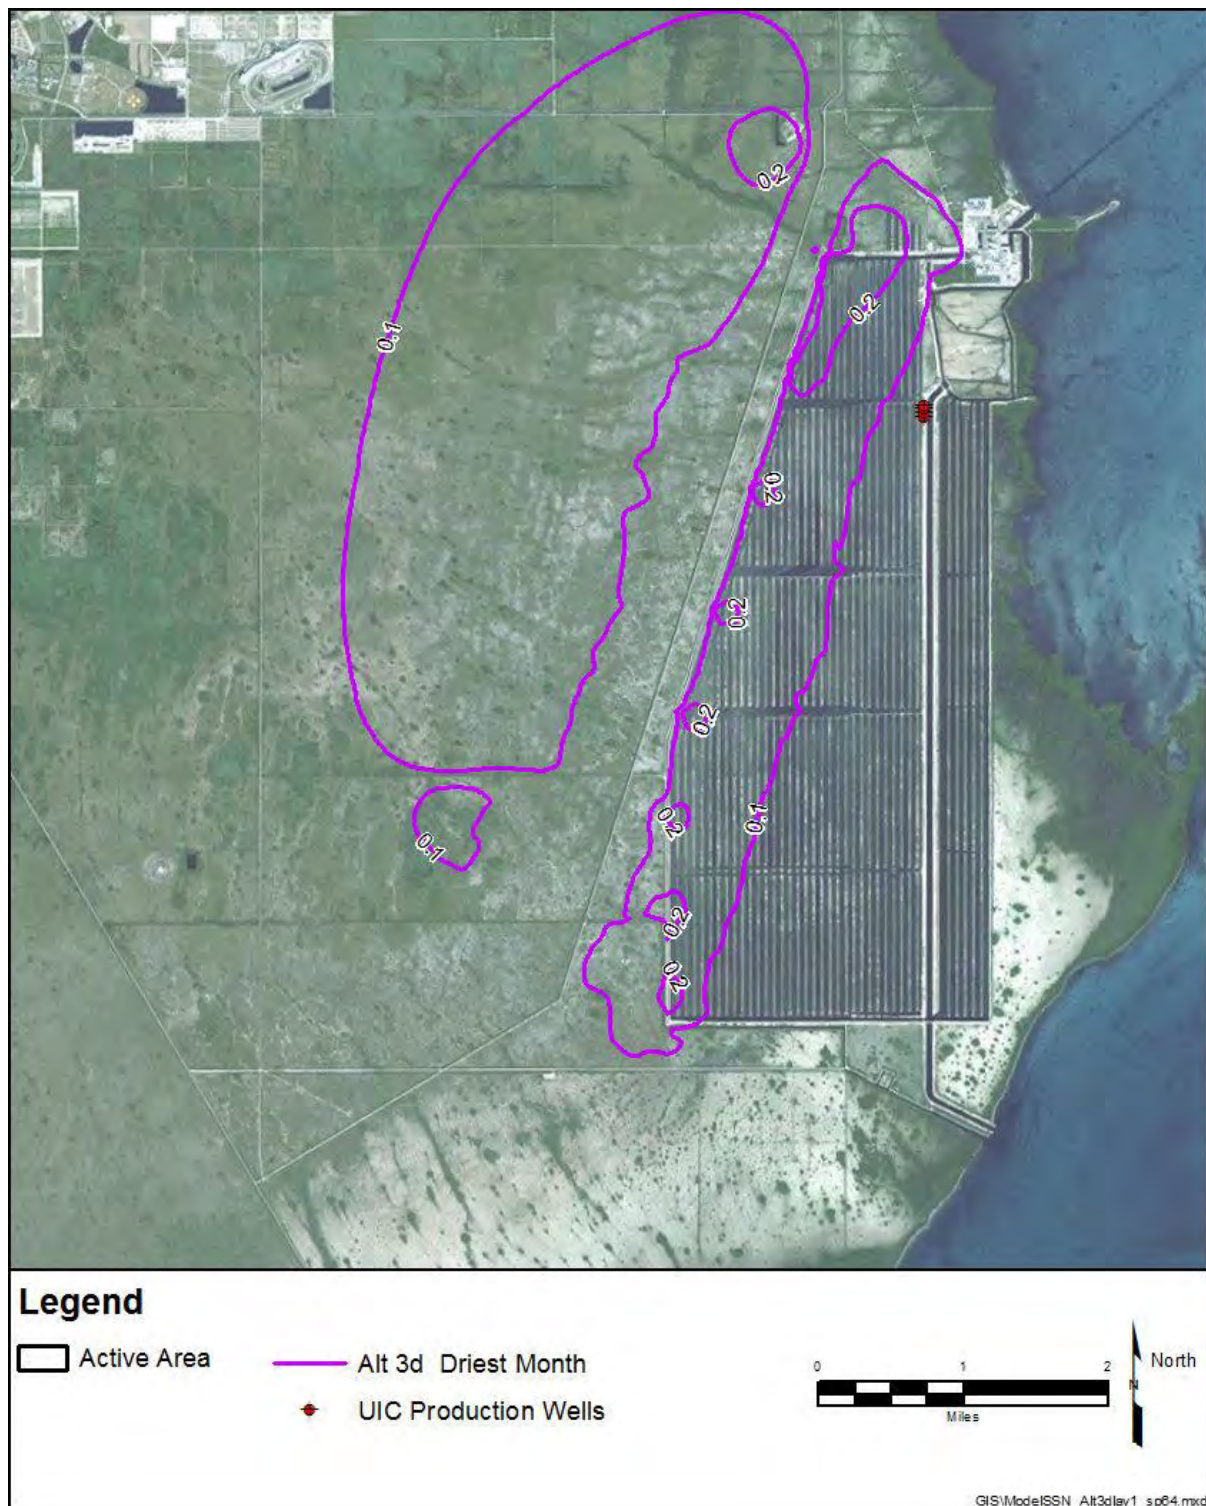 0.2
0.2
0.1
0.2
0.2
0.2
0.2
0.1
0.1
0.2
0.2
Legend
Active Area
Alt 3d Driest Month
UIC Production Wells
0 1 2
Miles
North
N
GIS\ModelSSN_Alt3dlay1_sp64.mxd